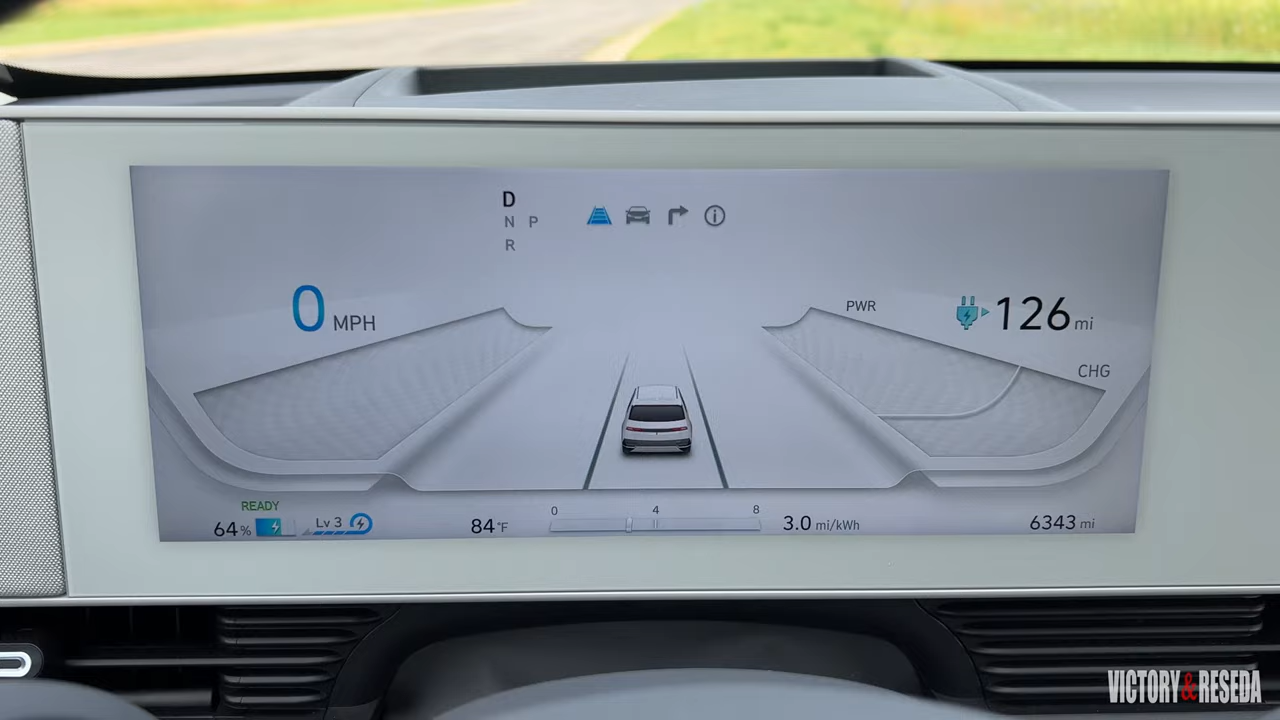 D
N P
R
0 MPH
PWR
126 mi
CHG
READY
64 % Lv 3
84 °F
0 4 8
3.0 mi/kWh
6343 mi
VICTORY & RESEDA